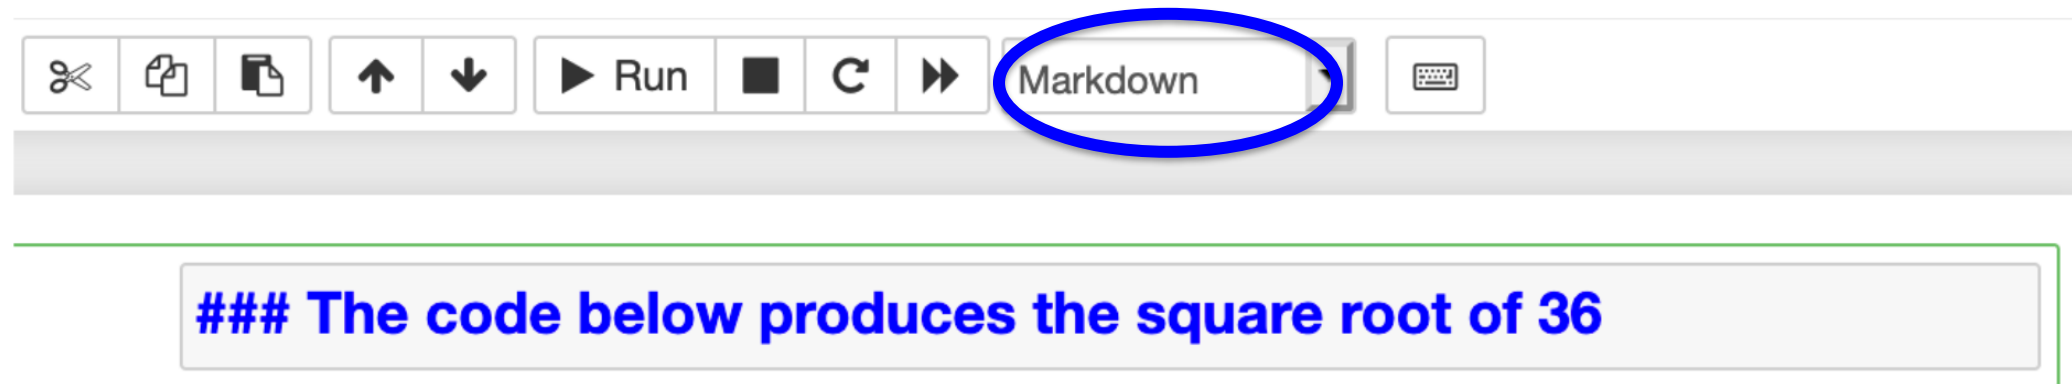 Run
Markdown
### The code below produces the square root of 36